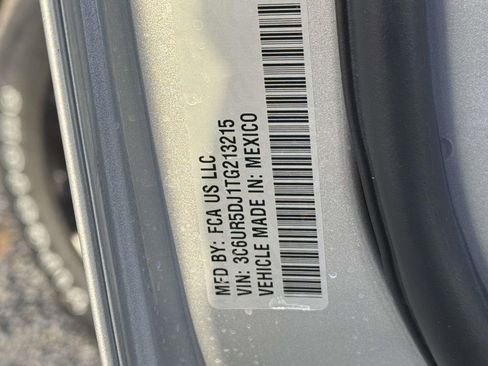 MFD BY: FCA US LLC
VIN: 3C6UR5DJ1TG213215
VEHICLE MADE IN: MEXICO